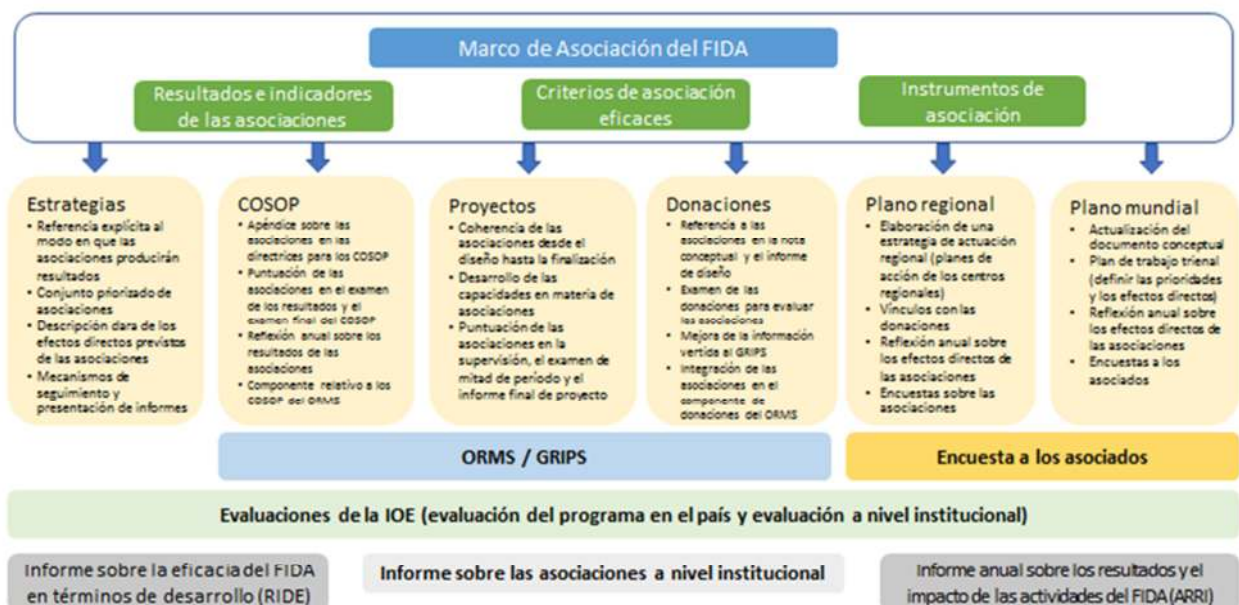 Marco de Asociación del FIDA
Resultados e indicadores
de las asociaciones
Criterios de asociación
eficaces
Instrumentos de
asociación
Estrategias
• Referencia explícita al
modo en que las
asociaciones producirán
resultados
• Conjunto priorizado de
asociaciones
• Descripción clara de los
efectos directos previstos
de las asociaciones
• Mecanismos de
seguimiento y
presentación de informes
COSOP
• Apéndice sobre las
asociaciones en las
directrices para los COSOP
• Puntuación de las
asociaciones en el examen
de los resultados y el
examen final del COSOP
• Reflexión anual sobre los
resultados de las
asociaciones
• Componente relativo a los
COSOP del ORMS
Proyectos
• Coherencia de las
asociaciones desde el
diseño hasta la finalización
• Desarrollo de las
capacidades en materia de
asociaciones
• Puntuación de las
asociaciones en la
supervisión, el examen de
mitad de período y el
informe final de proyecto
Donaciones
• Referencia a las
asociaciones en la nota
conceptual y el informe
de diseño
• Examen de las
donaciones para evaluar
las asociaciones
• Mejora de la información
vertida al GRIPS
• Integración de las
asociaciones en el
componente de
donaciones del ORMS
Plano regional
• Elaboración de una
estrategia de actuación
regional (planes de
acción de los centros
regionales)
• Vínculos con las
donaciones
• Reflexión anual sobre
los efectos directos de
las asociaciones
• Encuestas sobre las
asociaciones
Plano mundial
• Actualización del
documento conceptual
• Plan de trabajo trienal
(definir las prioridades
y los efectos directos)
• Reflexión anual sobre
los efectos directos de
las asociaciones
• Encuestas a los
asociados
ORMS / GRIPS
Encuesta a los asociados
Evaluaciones de la IOE (evaluación del programa en el país y evaluación a nivel institucional)
Informe sobre la eficacia del FIDA
en términos de desarrollo (RIDE)
Informe sobre las asociaciones a nivel institucional
Informe anual sobre los resultados y el
impacto de las actividades del FIDA (ARRI)